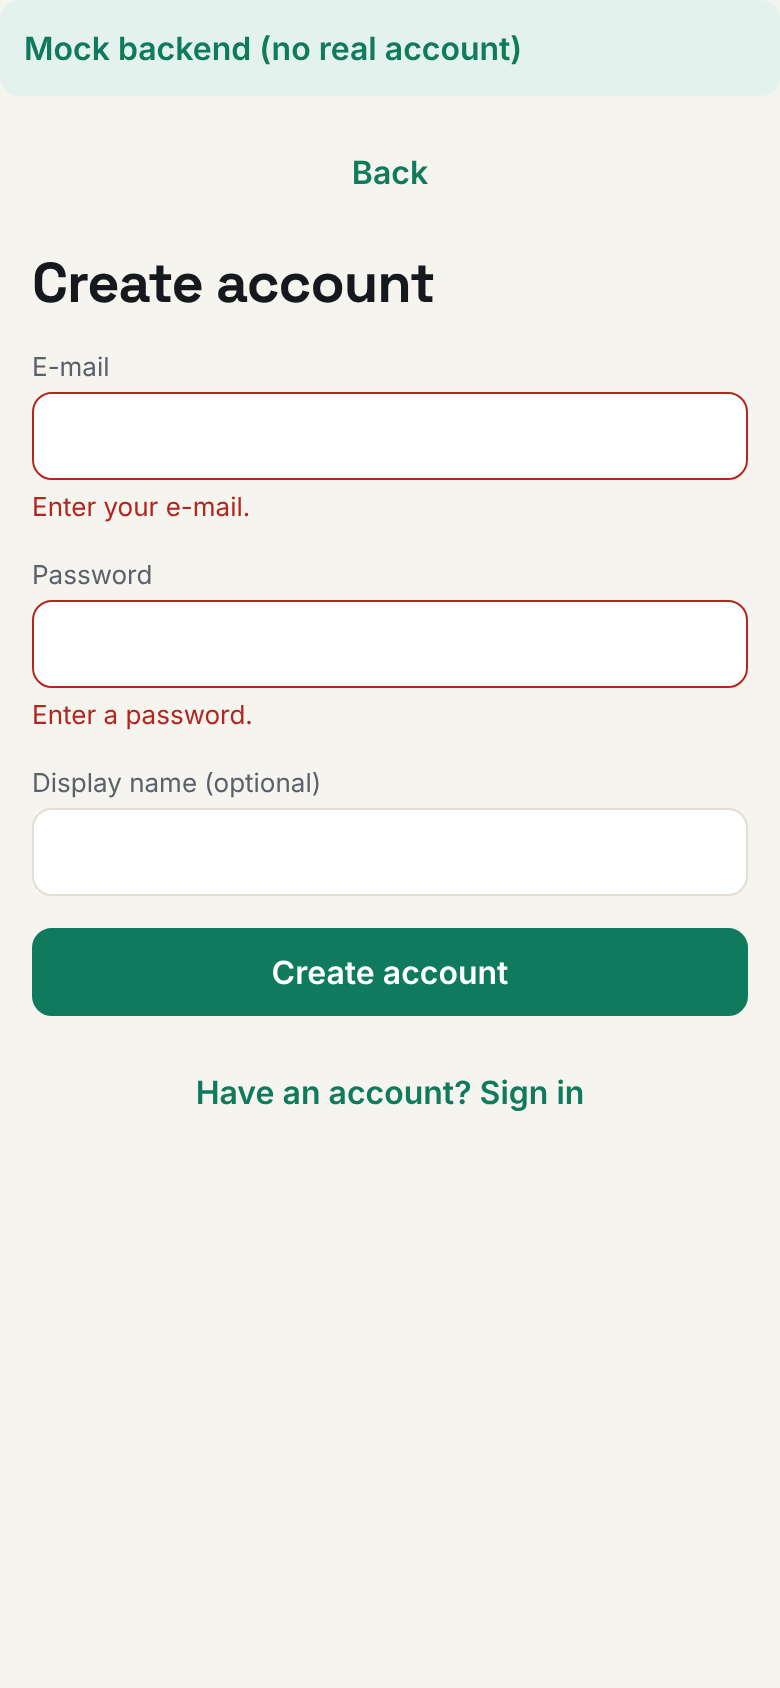 Mock backend (no real account)
Back
Create account
E-mail
Enter your e-mail.
Password
Enter a password.
Display name (optional)
Create account
Have an account? Sign in